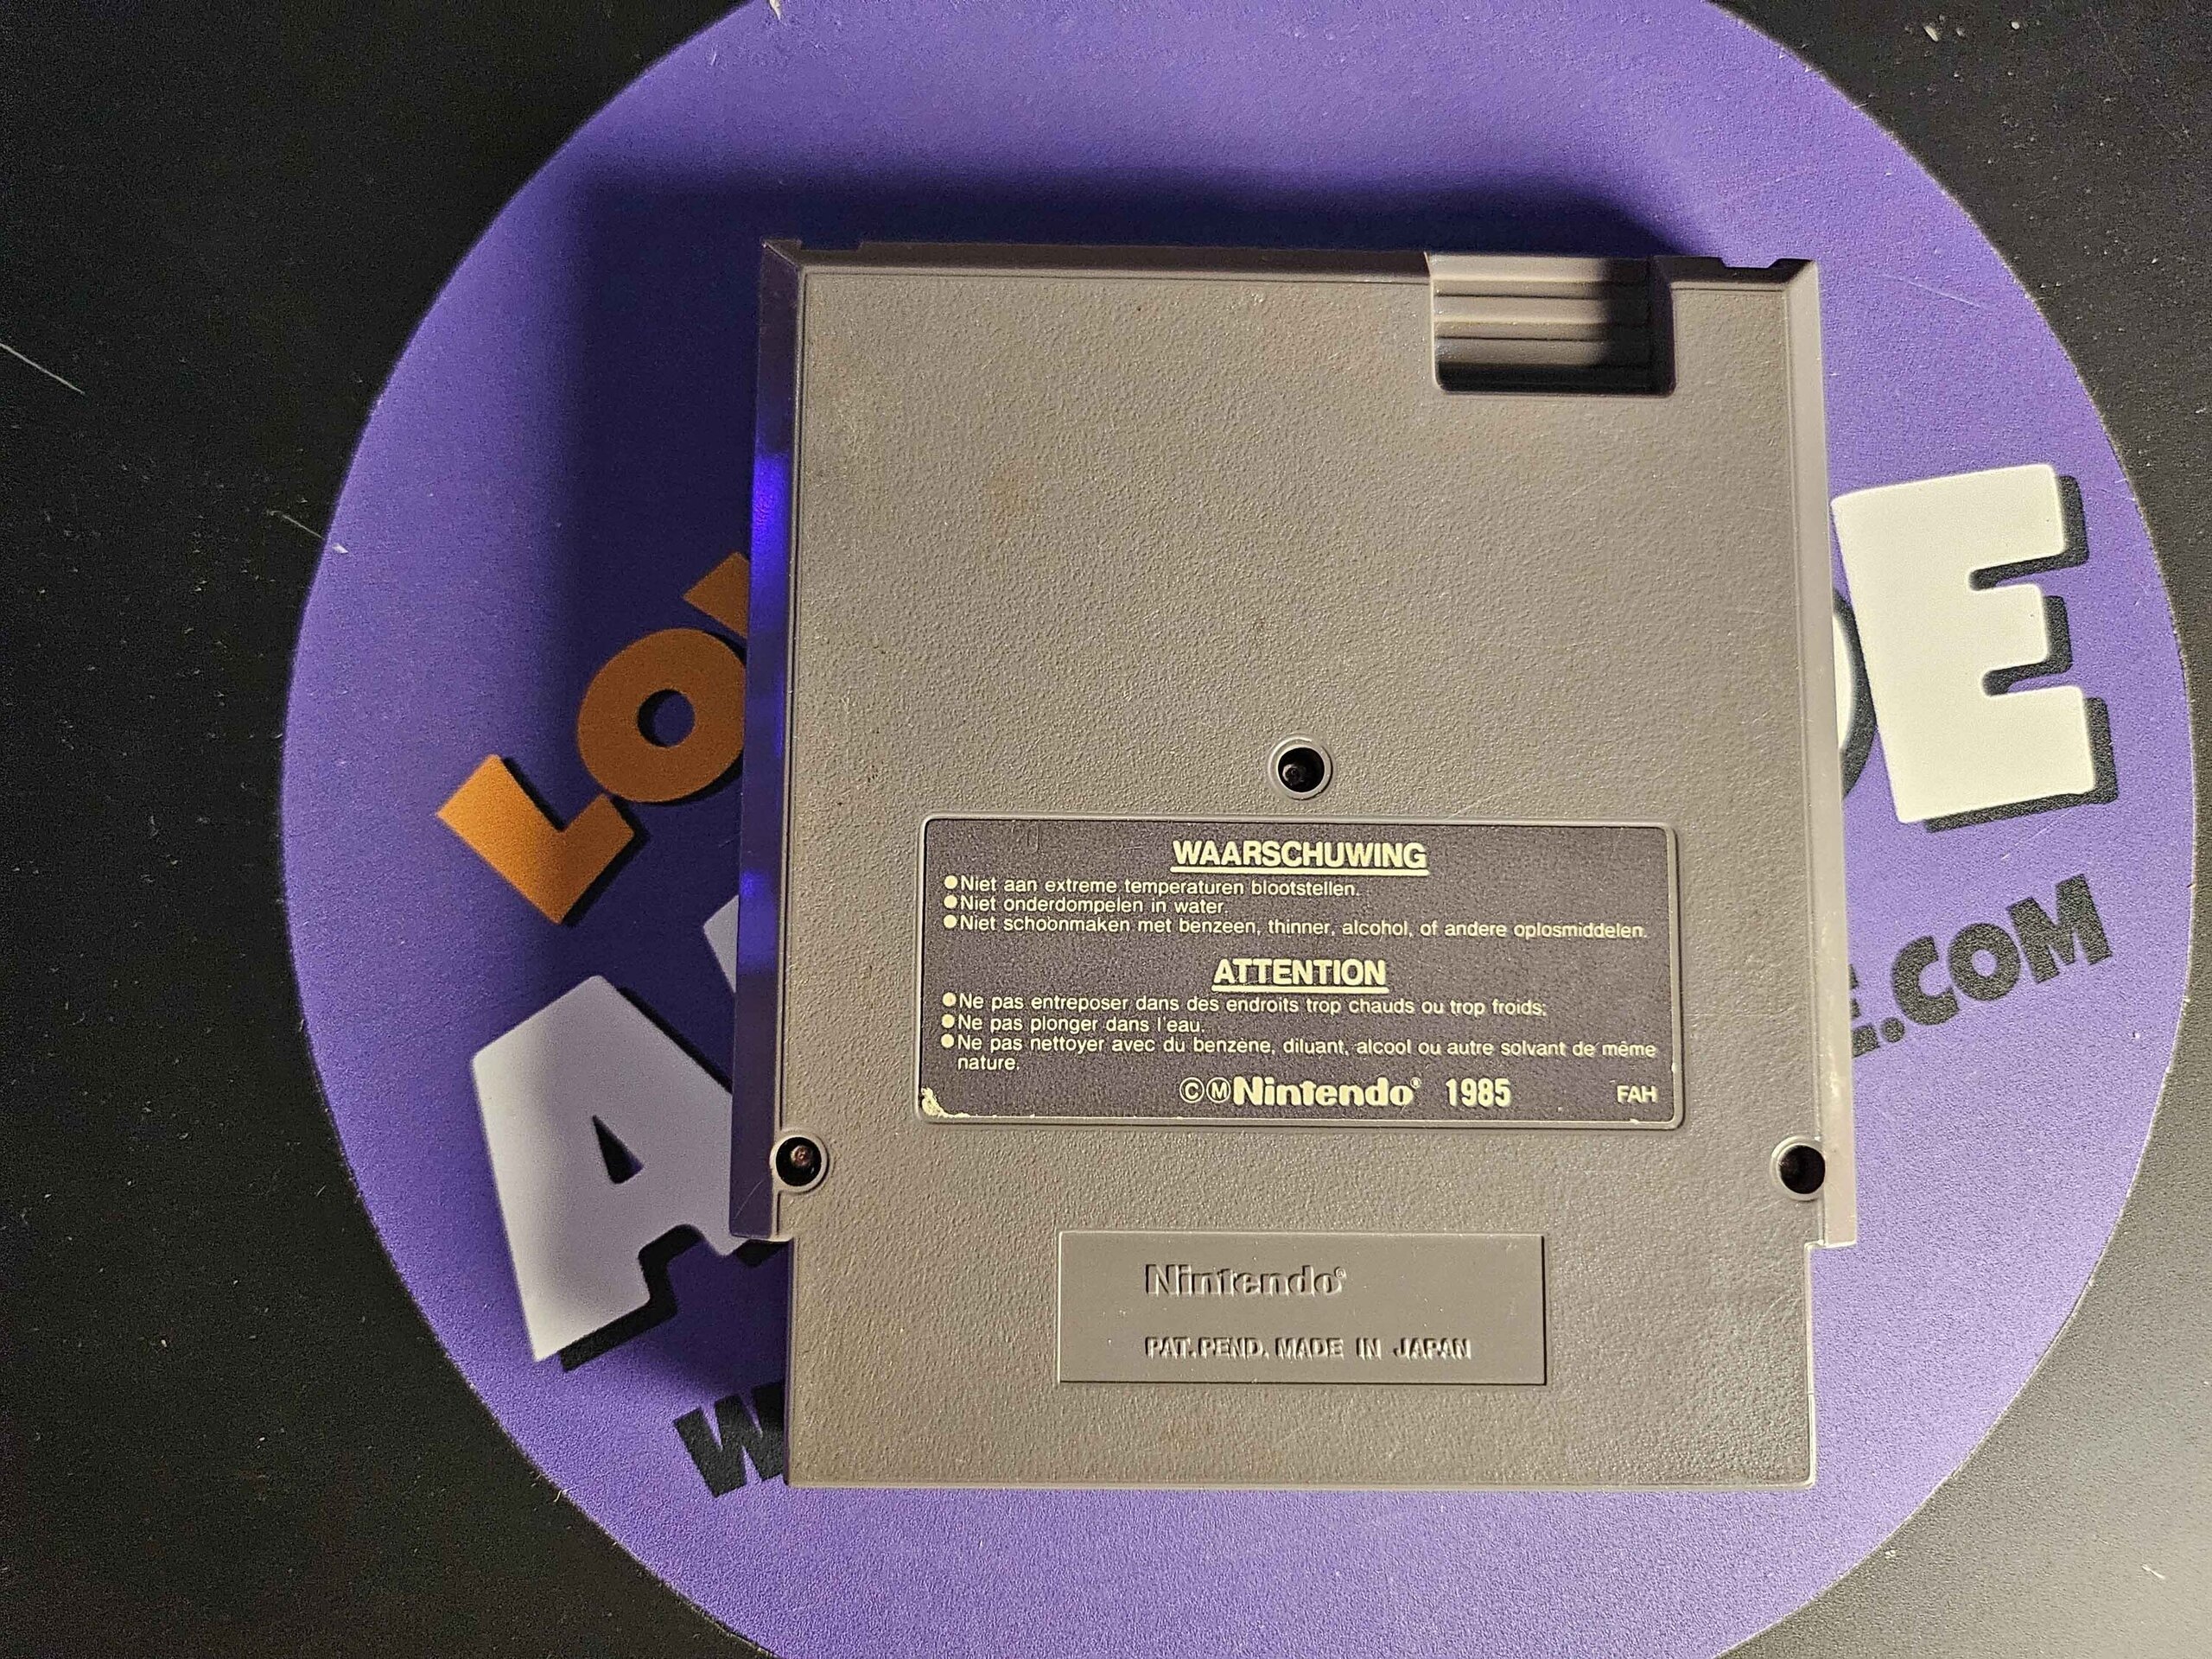 WAARSCHUWING
●Niet aan extreme temperaturen blootstellen.
●Niet onderdompelen in water.
●Niet schoonmaken met benzeen, thinner, alcohol, of andere oplosmiddelen.
ATTENTION
●Ne pas entreposer dans des endroits trop chauds ou trop froids;
●Ne pas plonger dans l'eau.
●Ne pas nettoyer avec du benzene, diluant, alcool ou autre solvant de même
nature.
©ⓂNintendo® 1985 FAH
Nintendo®
PAT. PEND. MADE IN JAPAN
.COM